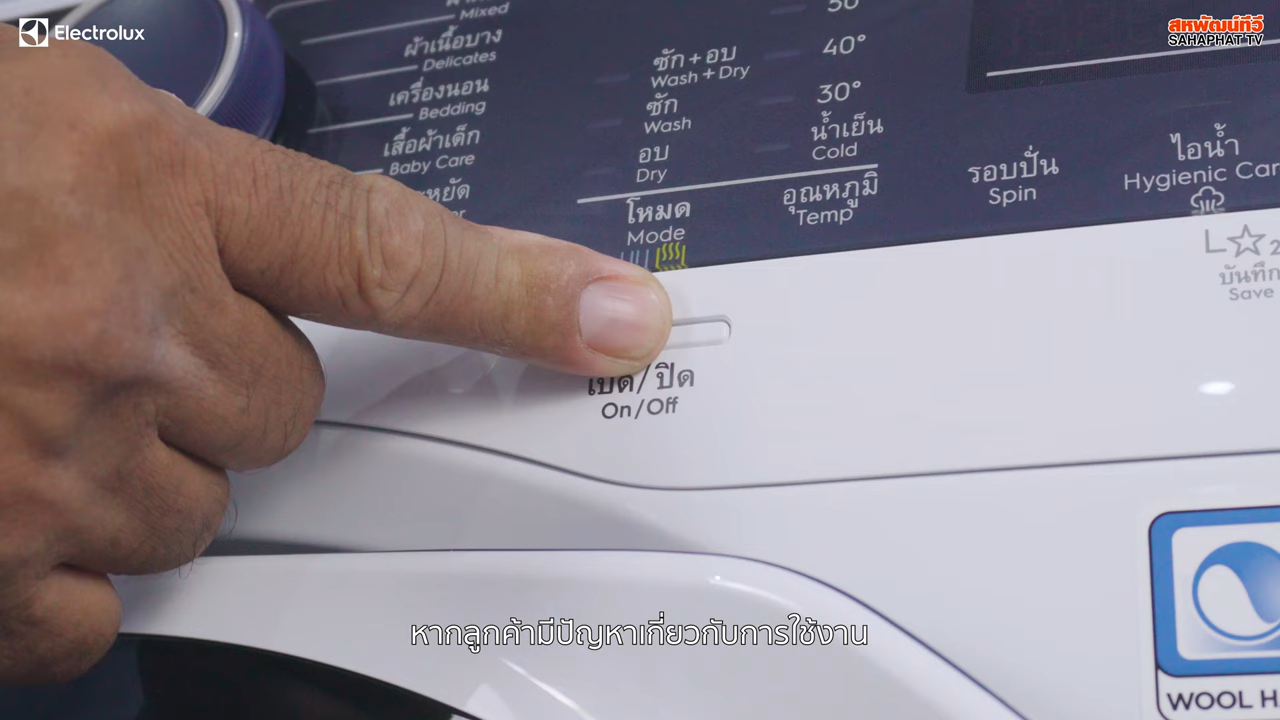 Electrolux
สหพัฒน์ทีวี
SAHAPHAT TV
Mixed
ผ้าเนื้อบาง
Delicates
เครื่องนอน
Bedding
เสื้อผ้าเด็ก
Baby Care
ซัก+อบ
Wash+Dry
ซัก
Wash
อบ
Dry
โหมด
Mode
40°
30°
น้ำเย็น
Cold
อุณหภูมิ
Temp
รอบปั่น
Spin
ไอน้ำ
Hygienic
บันทึก
Save
เปิด/ปิด
On/Off
WOOL
หากลูกค้ามีปัญหาเกี่ยวกับการใช้งาน